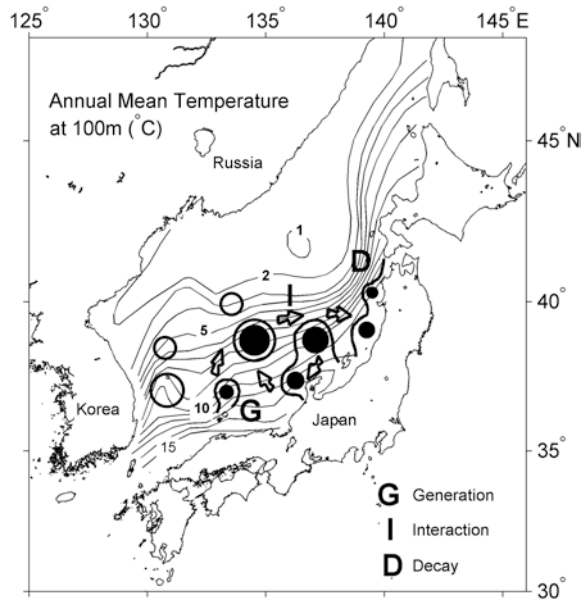 125° 130° 135° 140° 145°E
Annual Mean Temperature
at 100m (°C)
45°N
Russia
1
D
2
I
40°
5
Korea
10
G
Japan
15
35°
G Generation
I Interaction
D Decay
30°